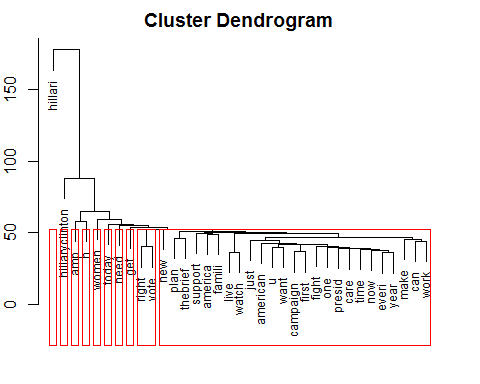 Cluster Dendrogram
150
100
50
0
hillari
hillaryclinton
amp
h
women
today
need
get
right
vote
new
plan
thebrief
support
america
famili
live
watch
just
american
u
want
campaign
first
fight
one
presid
care
time
now
everi
year
make
can
work